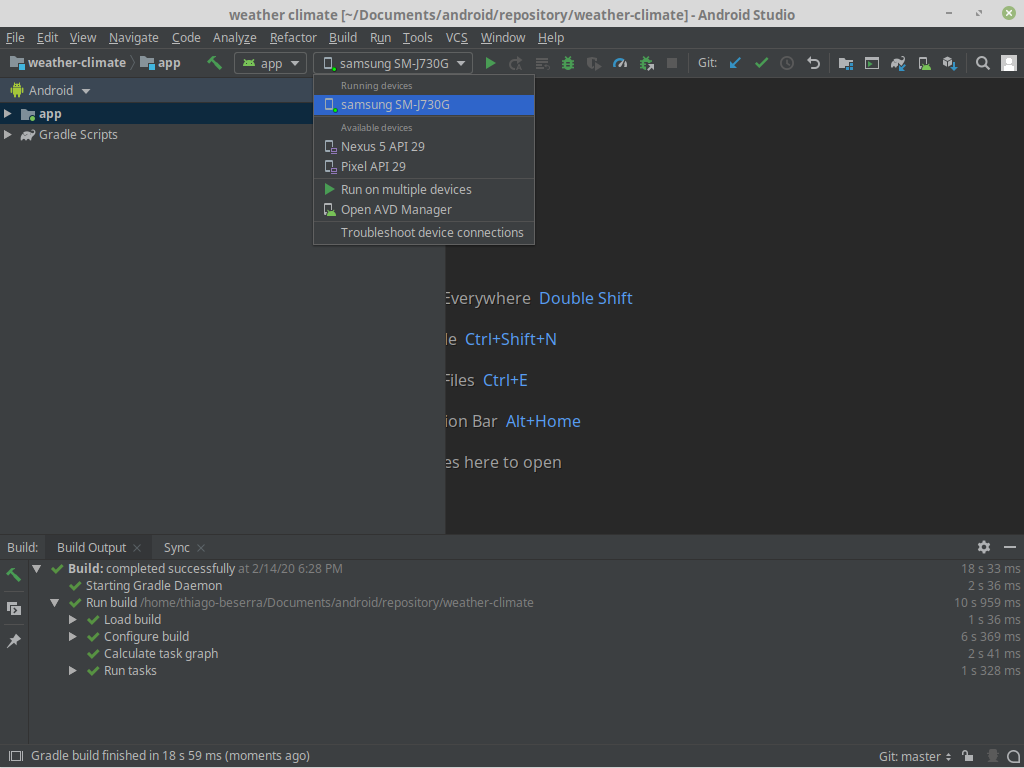 weather climate [~/Documents/android/repository/weather-climate] - Android Studio
File Edit View Navigate Code Analyze Refactor Build Run Tools VCS Window Help
weather-climate app app samsung SM-J730G Git:
Android
app
Gradle Scripts
Running devices
samsung SM-J730G
Available devices
Nexus 5 API 29
Pixel API 29
Run on multiple devices
Open AVD Manager
Troubleshoot device connections
Everywhere Double Shift
le Ctrl+Shift+N
Files Ctrl+E
ion Bar Alt+Home
es here to open
Build: Build Output Sync
Build: completed successfully at 2/14/20 6:28 PM 18 s 33 ms
Starting Gradle Daemon 2 s 36 ms
Run build /home/thiago-beserra/Documents/android/repository/weather-climate 10 s 959 ms
Load build 1 s 36 ms
Configure build 6 s 369 ms
Calculate task graph 2 s 41 ms
Run tasks 1 s 328 ms
Gradle build finished in 18 s 59 ms (moments ago) Git: master